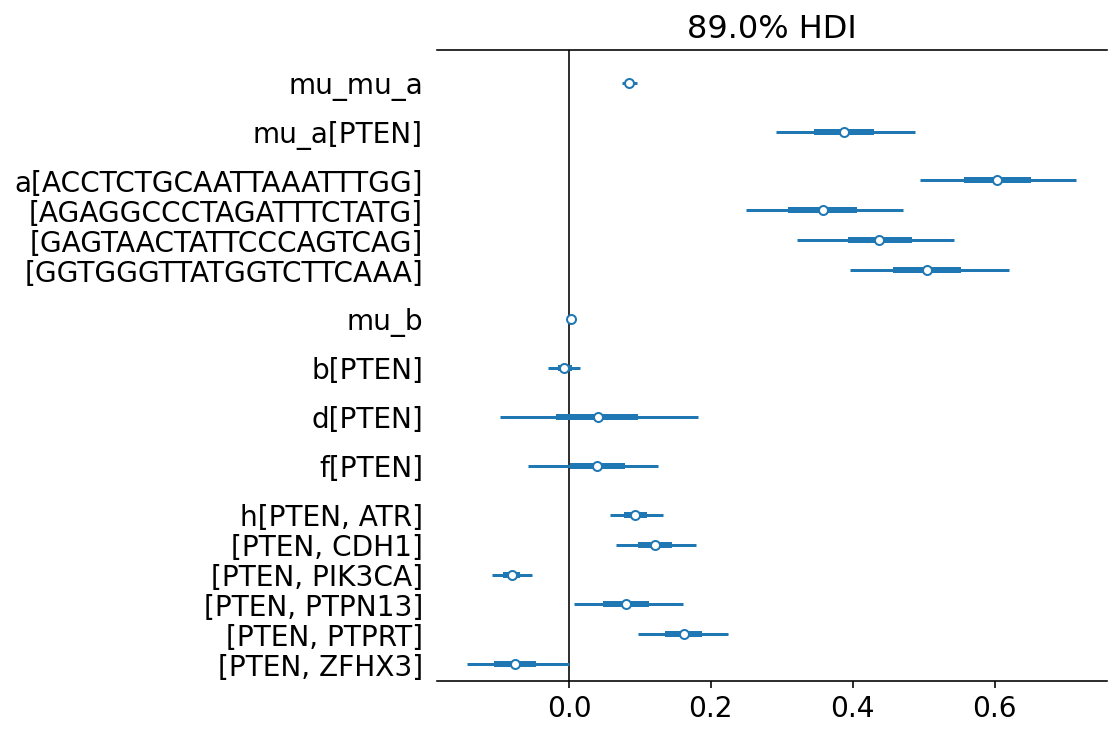 89.0% HDI
mu_mu_a
mu_a[PTEN]
a[ACCTCTGCAATTAAATTTGG]
[AGAGGCCCTAGATTTCTATG]
[GAGTAACTATTCCCAGTCAG]
[GGTGGGTTATGGTCTTCAAA]
mu_b
b[PTEN]
d[PTEN]
f[PTEN]
h[PTEN, ATR]
[PTEN, CDH1]
[PTEN, PIK3CA]
[PTEN, PTPN13]
[PTEN, PTPRT]
[PTEN, ZFHX3]
0.0 0.2 0.4 0.6